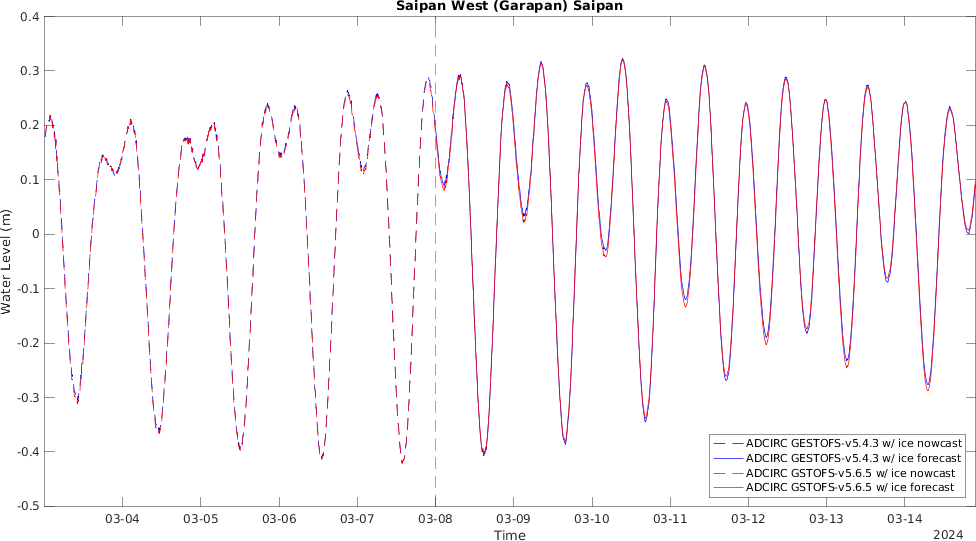 Saipan West (Garapan) Saipan
0.4
0.3
0.2
0.1
0
-0.1
-0.2
-0.3
-0.4
-0.5
Water Level (m)
ADCIRC GESTOFS-v5.4.3 w/ ice nowcast
ADCIRC GESTOFS-v5.4.3 w/ ice forecast
ADCIRC GSTOFS-v5.6.5 w/ ice nowcast
ADCIRC GSTOFS-v5.6.5 w/ ice forecast
03-04 03-05 03-06 03-07 03-08 03-09 03-10 03-11 03-12 03-13 03-14
Time
2024